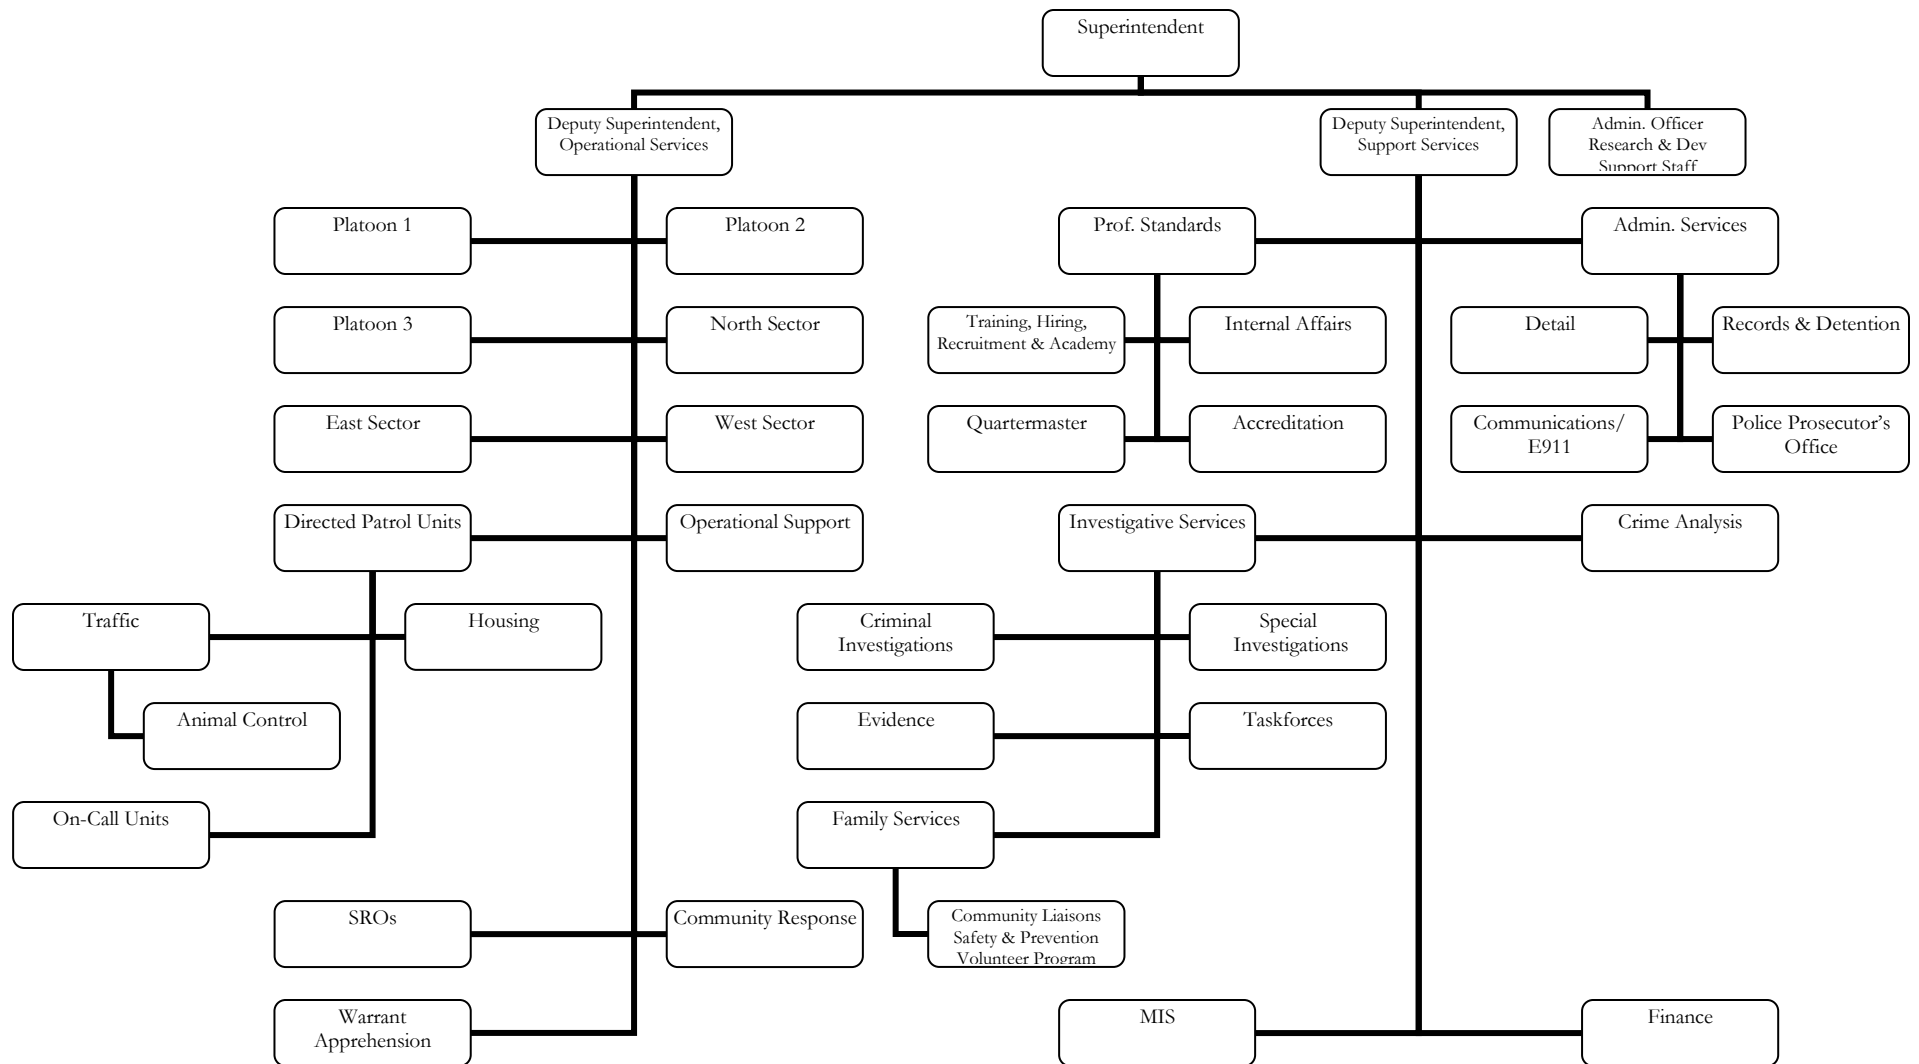 Superintendent
Deputy Superintendent,
Operational Services
Deputy Superintendent,
Support Services
Admin. Officer
Research & Dev
Support Staff
Platoon 1
Platoon 2
Prof. Standards
Admin. Services
Platoon 3
North Sector
Training, Hiring,
Recruitment & Academy
Internal Affairs
Detail
Records & Detention
East Sector
West Sector
Quartermaster
Accreditation
Communications/
E911
Police Prosecutor's
Office
Directed Patrol Units
Operational Support
Investigative Services
Crime Analysis
Traffic
Housing
Criminal
Investigations
Special
Investigations
Animal Control
Evidence
Taskforces
On-Call Units
Family Services
SROs
Community Response
Community Liaisons
Safety & Prevention
Volunteer Program
Warrant
Apprehension
MIS
Finance